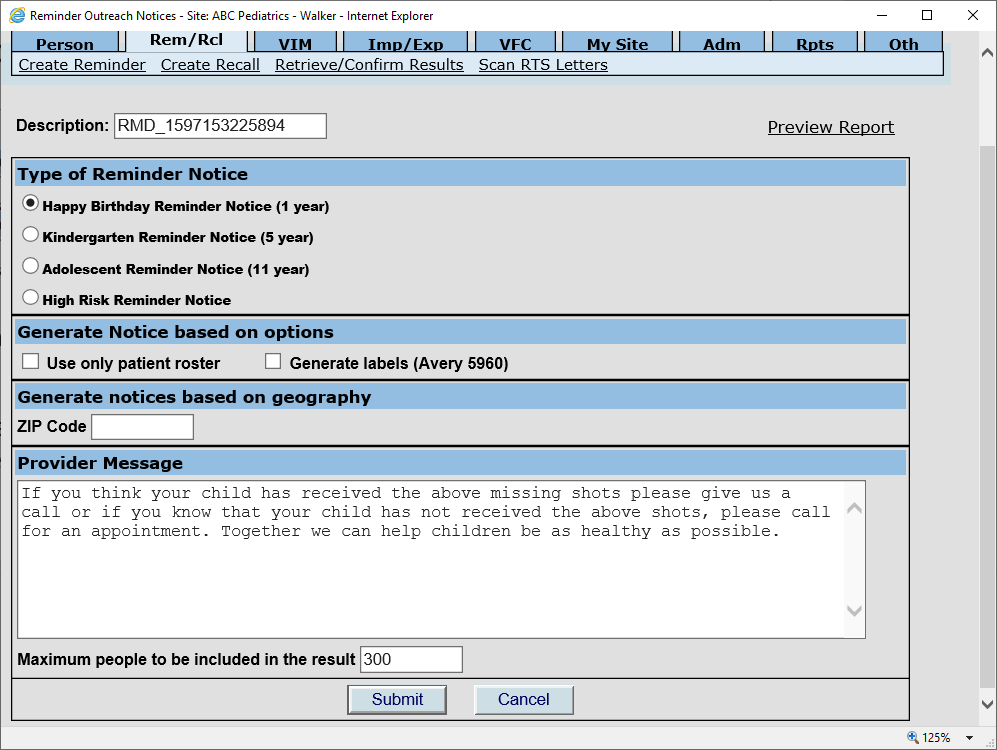 Reminder Outreach Notices - Site: ABC Pediatrics - Walker - Internet Explorer
Person Rem/Rcl VIM Imp/Exp VFC My Site Adm Rpts Oth
Create Reminder Create Recall Retrieve/Confirm Results Scan RTS Letters
Description: RMD_1597153225894 Preview Report
Type of Reminder Notice
Happy Birthday Reminder Notice (1 year)
Kindergarten Reminder Notice (5 year)
Adolescent Reminder Notice (11 year)
High Risk Reminder Notice
Generate Notice based on options
Use only patient roster Generate labels (Avery 5960)
Generate notices based on geography
ZIP Code
Provider Message
If you think your child has received the above missing shots please give us a
call or if you know that your child has not received the above shots, please call
for an appointment. Together we can help children be as healthy as possible.
Maximum people to be included in the result 300
Submit Cancel
125%